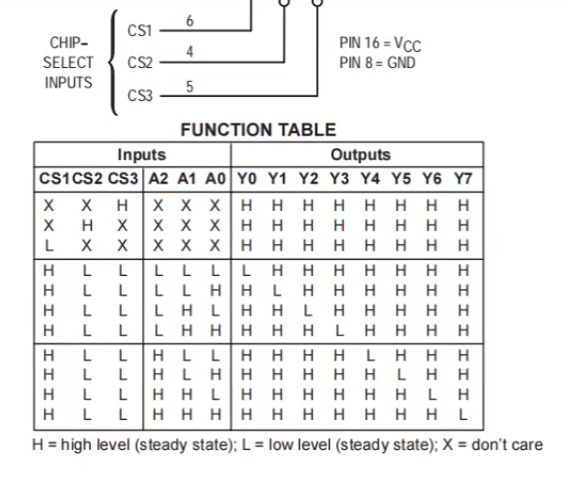 CS1 6
CHIP-
SELECT
INPUTS
CS2 4
CS3 5
PIN 16 = VCC
PIN 8 = GND
FUNCTION TABLE
Inputs Outputs
CS1 CS2 CS3 A2 A1 A0 Y0 Y1 Y2 Y3 Y4 Y5 Y6 Y7
X X H X X X H H H H H H H H
X H X X X X H H H H H H H H
L X X X X X H H H H H H H H
H L L L L L L H H H H H H H
H L L L L H H L H H H H H H
H L L L H L H H L H H H H H
H L L L H H H H H L H H H H
H L L H L L H H H H L H H H
H L L H L H H H H H H L H H
H L L H H L H H H H H H L H
H L L H H H H H H H H H H L
H = high level (steady state); L = low level (steady state); X = don't care